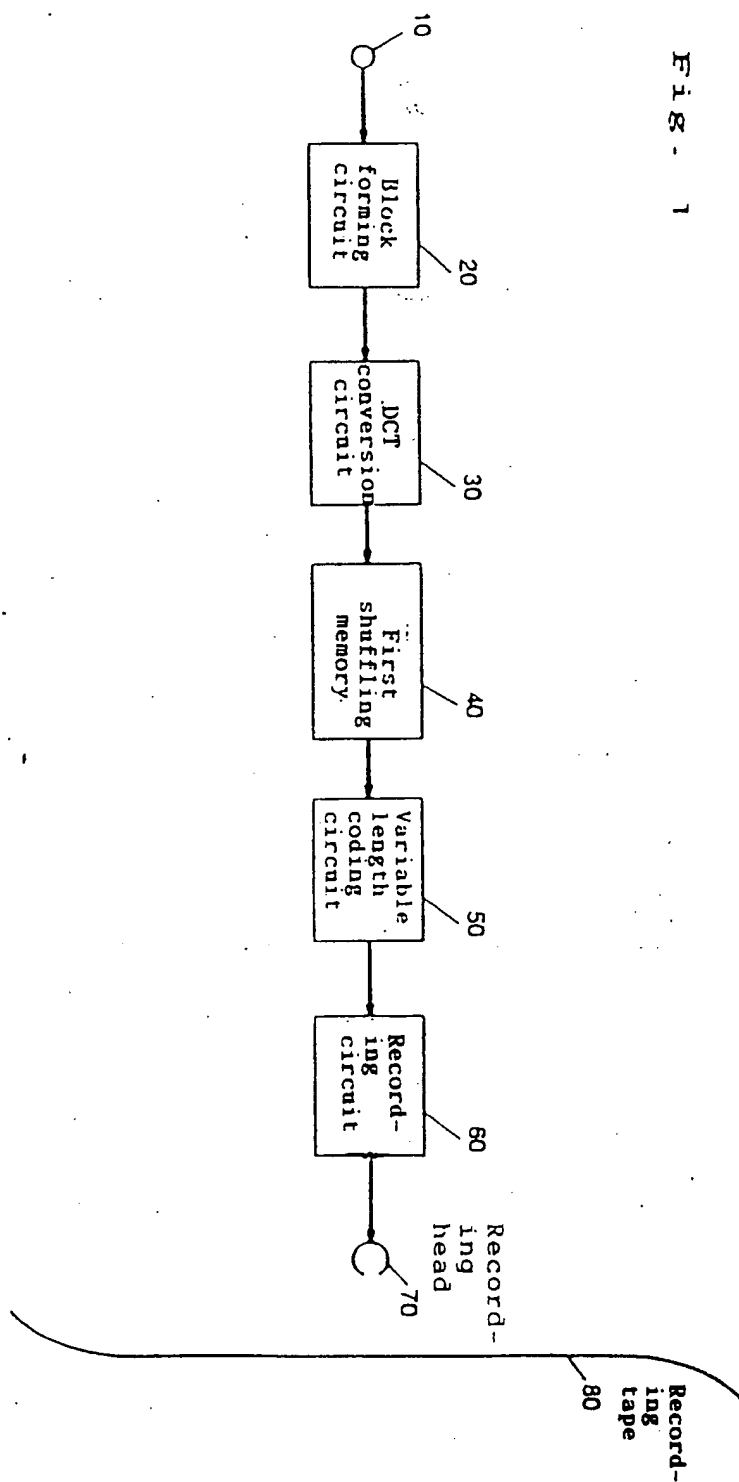 Fig. 1
10
Block
forming
circuit
20
DCT
conversion
circuit
30
First
shuffling
memory
40
Variable
length
coding
circuit
50
Record-
ing
circuit
60
Record-
ing
head
70
Record-
ing
tape
80